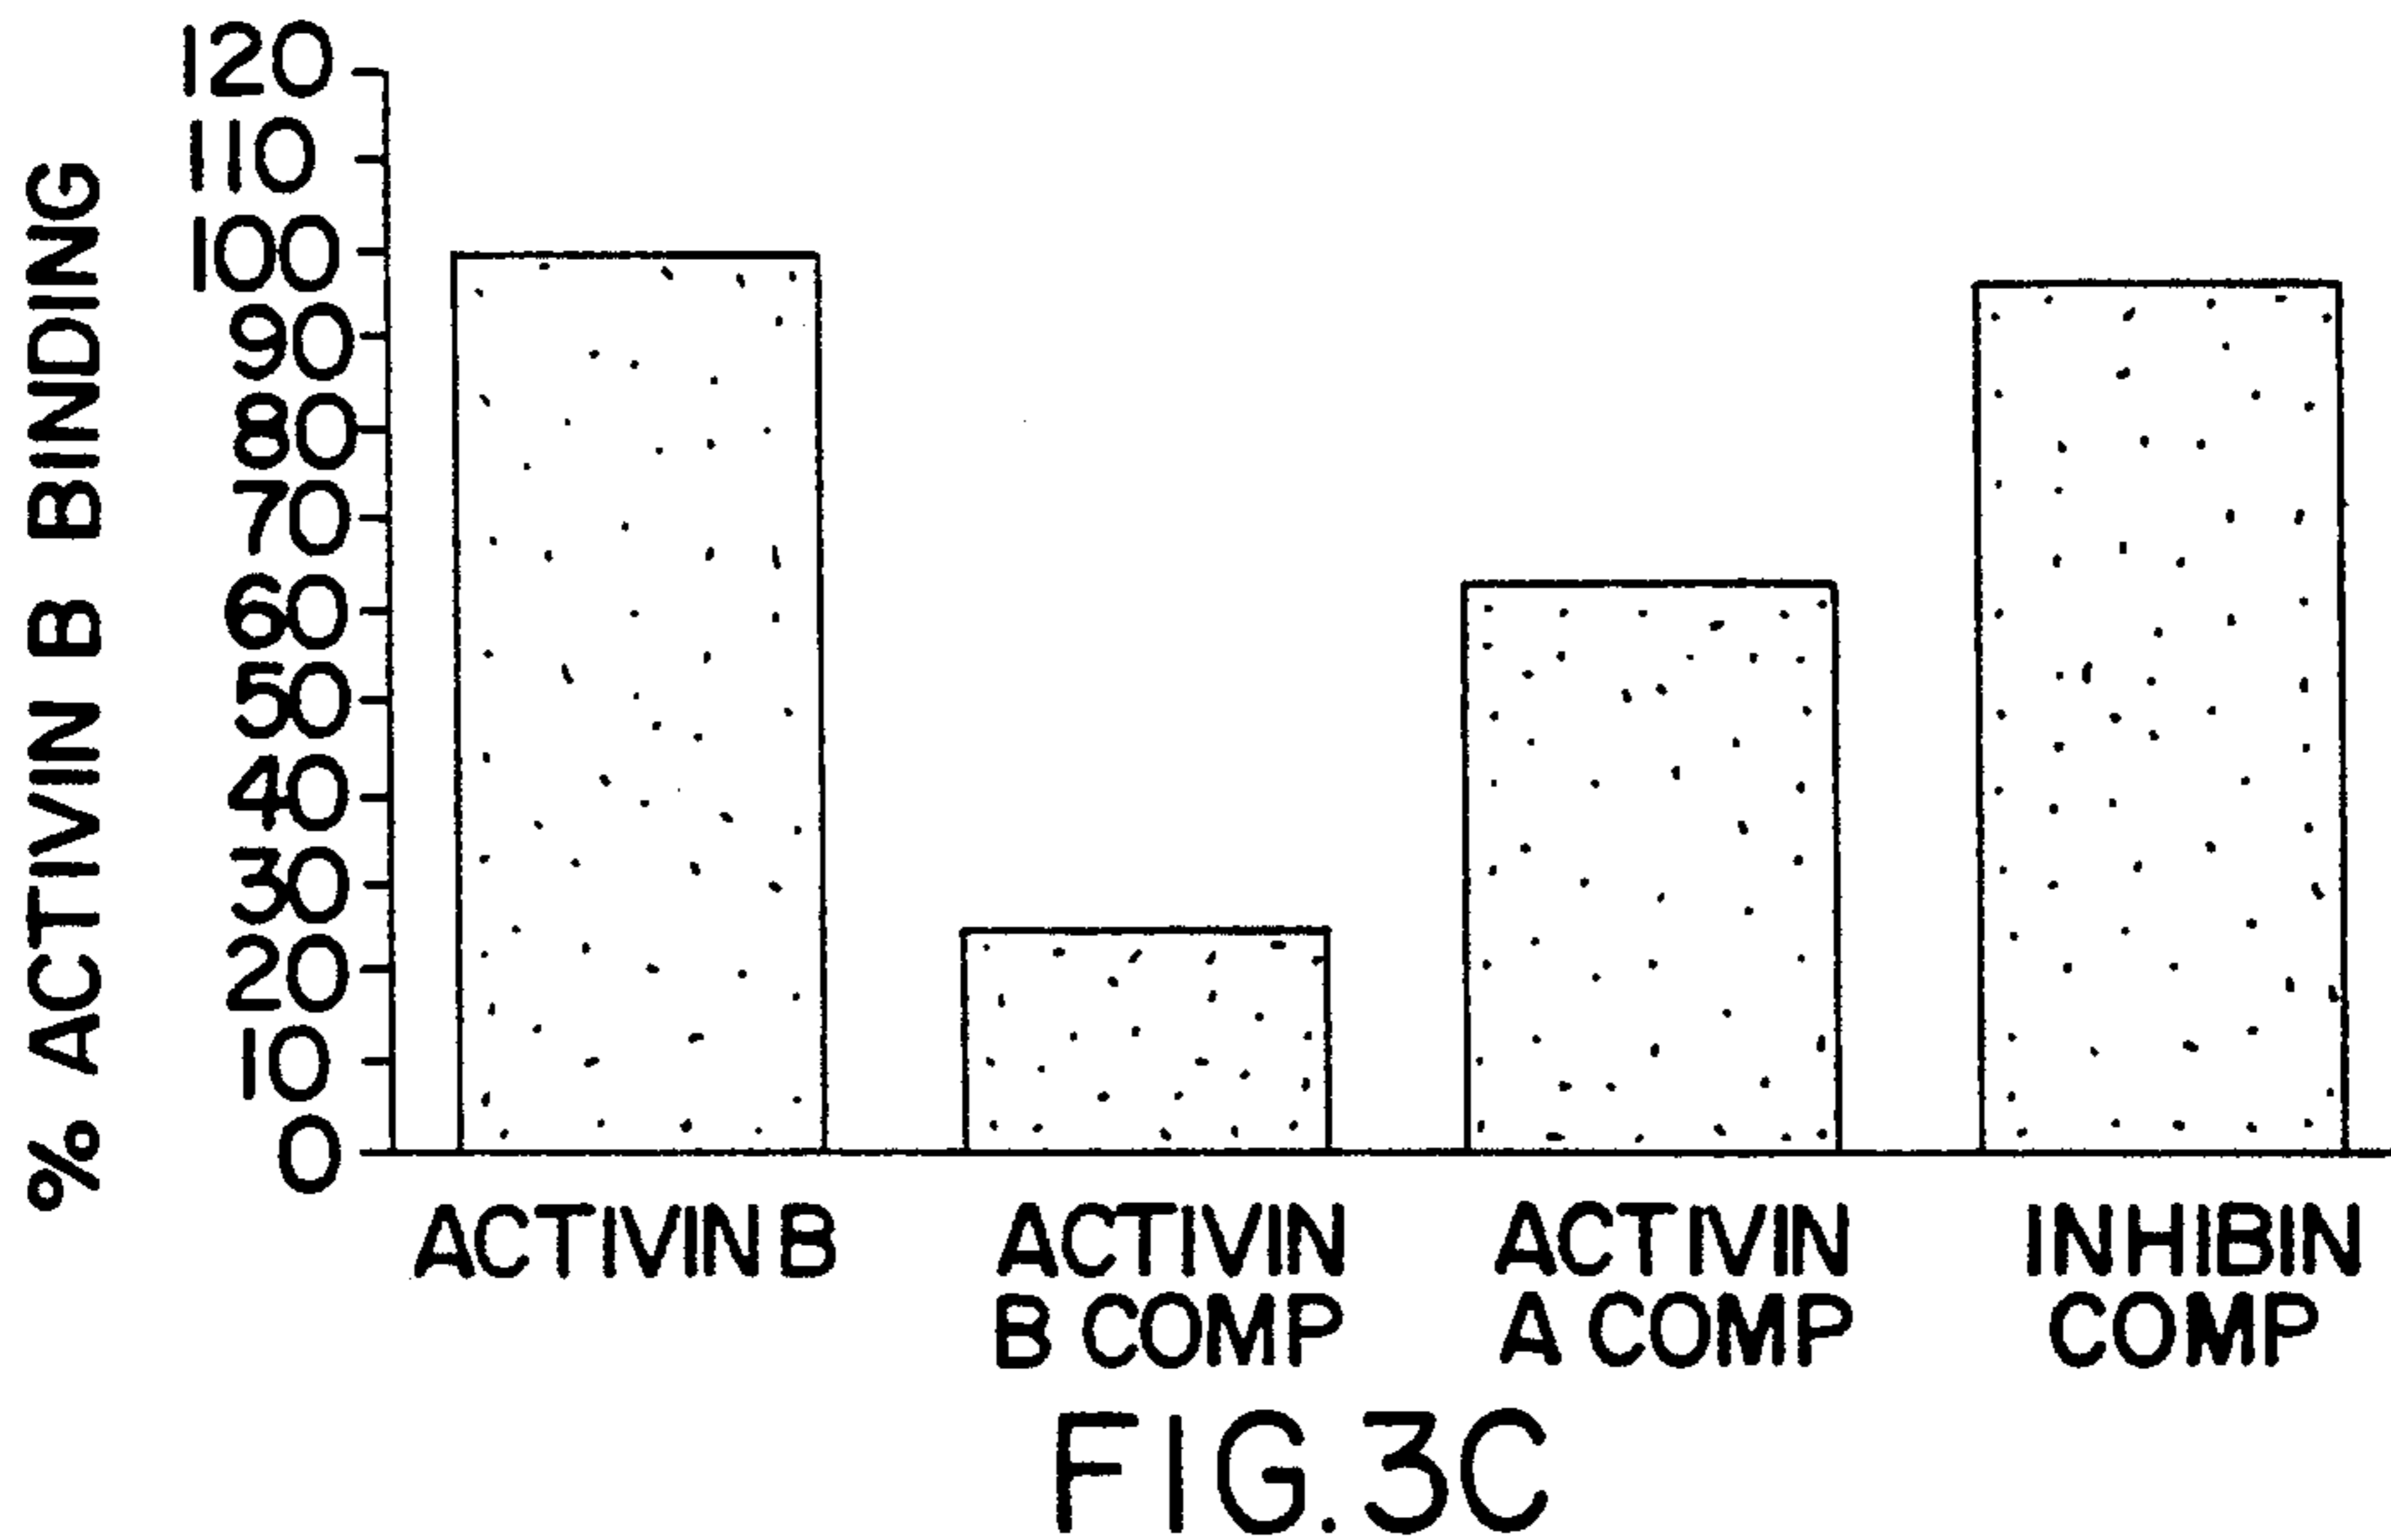 % ACTIVIN B BINDING
120
110
100
90
80
70
60
50
40
30
20
10
0
ACTIVIN B
ACTIVIN
B COMP
ACTIVIN
A COMP
INHIBIN
COMP
FIG.3C